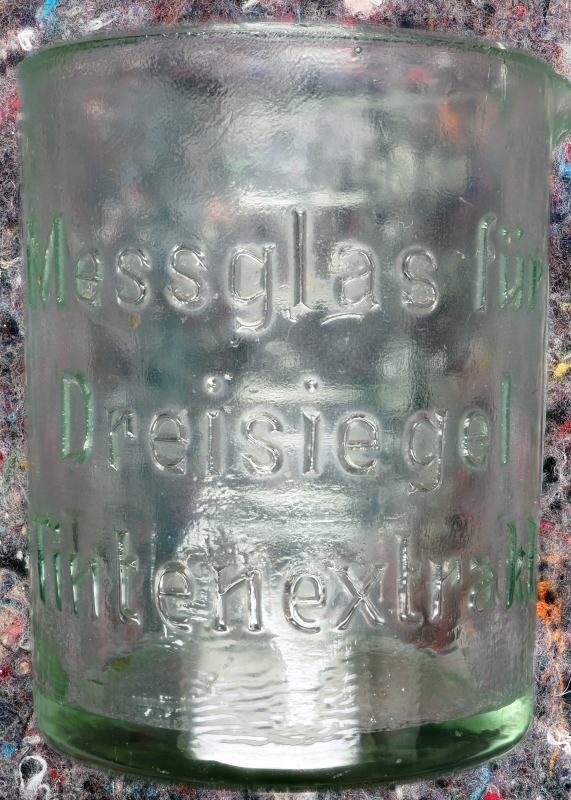 Messglas für
Dreisiegel
Tintenextrakt